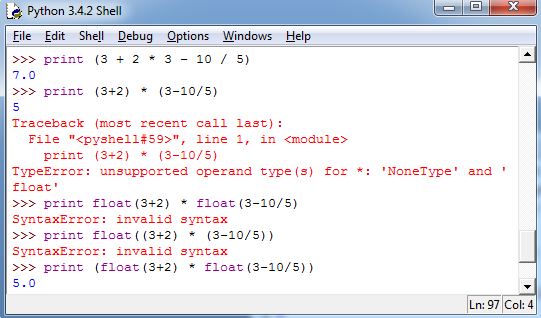 Python 3.4.2 Shell
File Edit Shell Debug Options Windows Help
>>> print (3 + 2 * 3 - 10 / 5)
7.0
>>> print (3+2) * (3-10/5)
5
Traceback (most recent call last):
  File "<pyshell#59>", line 1, in <module>
    print (3+2) * (3-10/5)
TypeError: unsupported operand type(s) for *: 'NoneType' and '
float'
>>> print float(3+2) * float(3-10/5)
SyntaxError: invalid syntax
>>> print float((3+2) * (3-10/5))
SyntaxError: invalid syntax
>>> print (float(3+2) * float(3-10/5))
5.0
Ln: 97 Col: 4